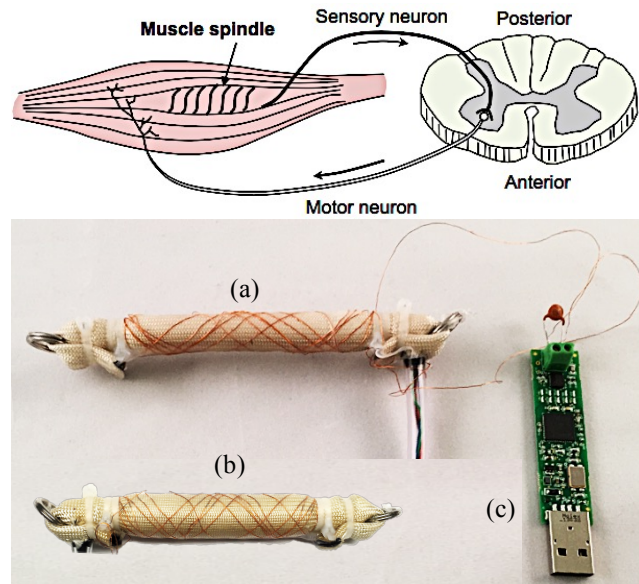 Sensory neuron
Posterior
Muscle spindle
Anterior
Motor neuron
(a)
(b)
(c)